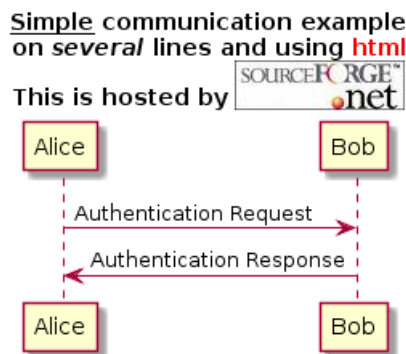 Simple communication example
on several lines and using html
This is hosted by SOURCEFORGE™ .net
Alice Bob
Authentication Request
Authentication Response
Alice Bob